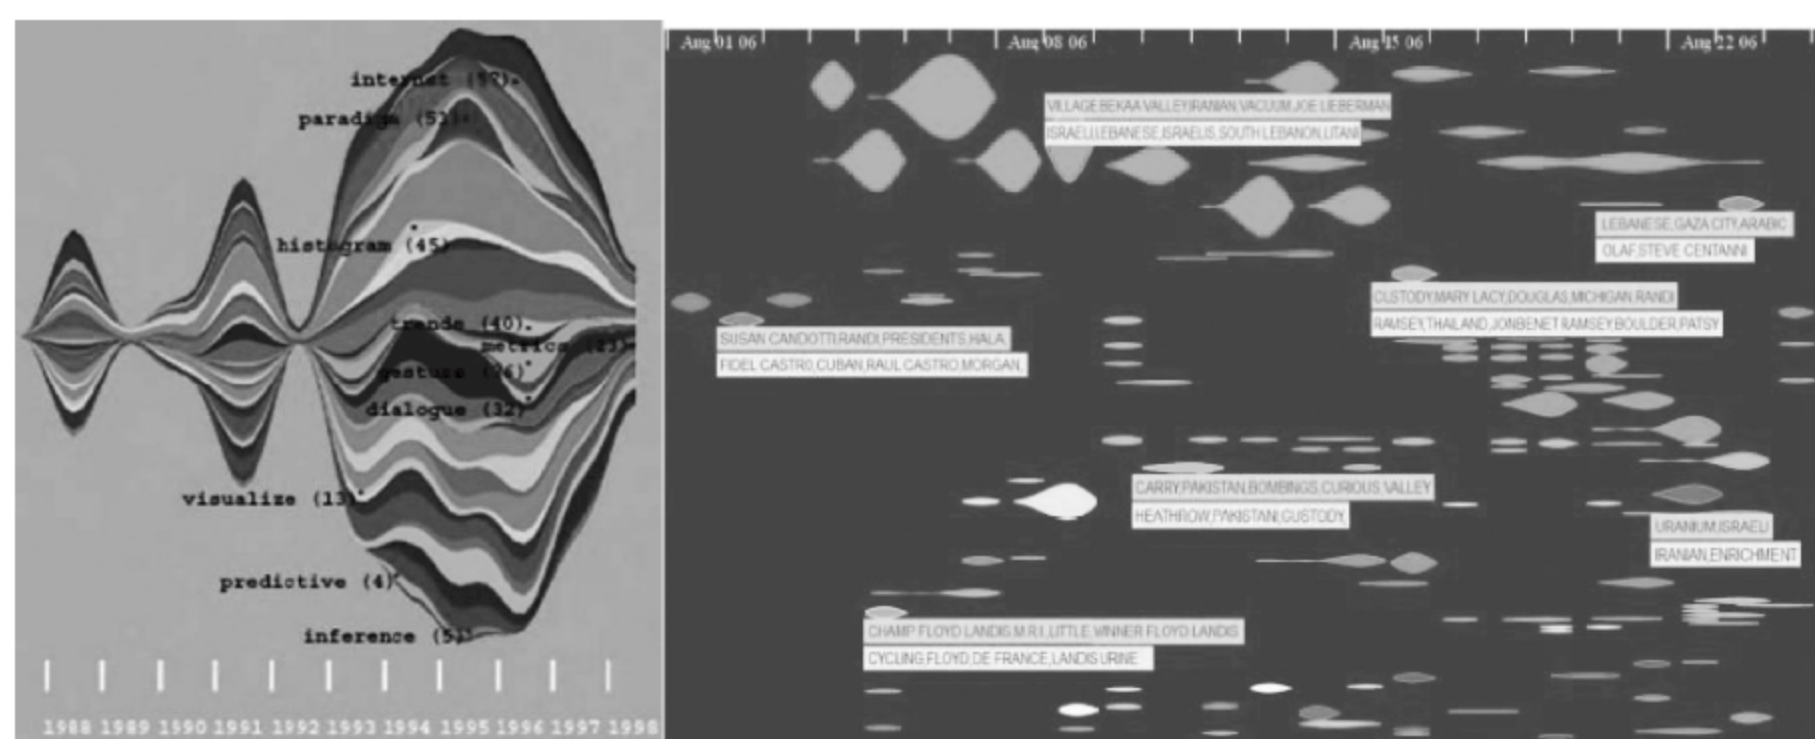 internet (97).
paradigm (53)
histogram (45)
trends (40).
metrics (23)
gesture (26)
dialogue (32)
visualize (13)
predictive (4)
inference (5)
1988 1989 1990 1991 1992 1993 1994 1995 1996 1997 1998
Aug 01 06 Aug 08 06 Aug 15 06 Aug 22 06
VILLAGE,BEKAA VALLEY,IRANIAN,VACUUM,JOE LIEBERMAN
ISRAELI,LEBANESE,ISRAELIS,SOUTH LEBANON,LITANI
LEBANESE,GAZA CITY,ARABIC
OLAF,STEVE CENTANNI
CUSTODY,MARY LACY,DOUGLAS,MICHIGAN,RANDI
RAMSEY,THAILAND,JONBENET RAMSEY,BOULDER,PATSY
SUSAN CANDOTTI,RANDI,PRESIDENTS,HALA,
FIDEL CASTRO,CUBAN,RAUL CASTRO,MORGAN,
CARRY,PAKISTAN,BOMBINGS,CURIOUS,VALLEY
HEATHROW,PAKISTANI,CUSTODY,
URANIUM,ISRAELI
IRANIAN,ENRICHMENT
CHAMP FLOYD LANDIS,M.R.I.,LITTLE,WINNER FLOYD LANDIS
CYCLING,FLOYD,DE FRANCE,LANDIS URINE